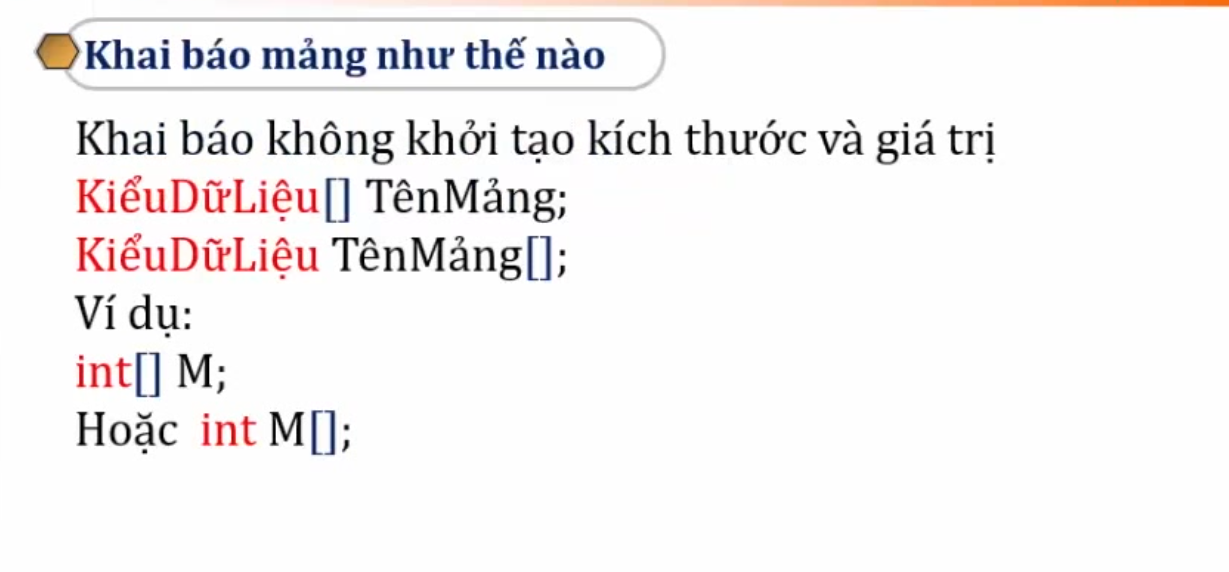 Khai báo mảng như thế nào
Khai báo không khởi tạo kích thước và giá trị
KiểuDữLiệu[] TênMảng;
KiểuDữLiệu TênMảng[];
Ví dụ:
int[] M;
Hoặc int M[];